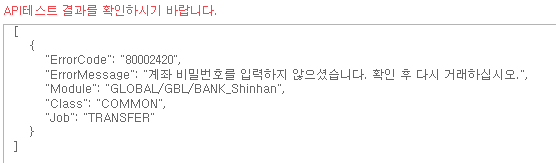 API테스트 결과를 확인하시기 바랍니다.
[
{
"ErrorCode": "80002420",
"ErrorMessage": "계좌 비밀번호를 입력하지 않으셨습니다. 확인 후 다시 거래하십시오.",
"Module": "GLOBAL/GBL/BANK_Shinhan",
"Class": "COMMON",
"Job": "TRANSFER"
}
]